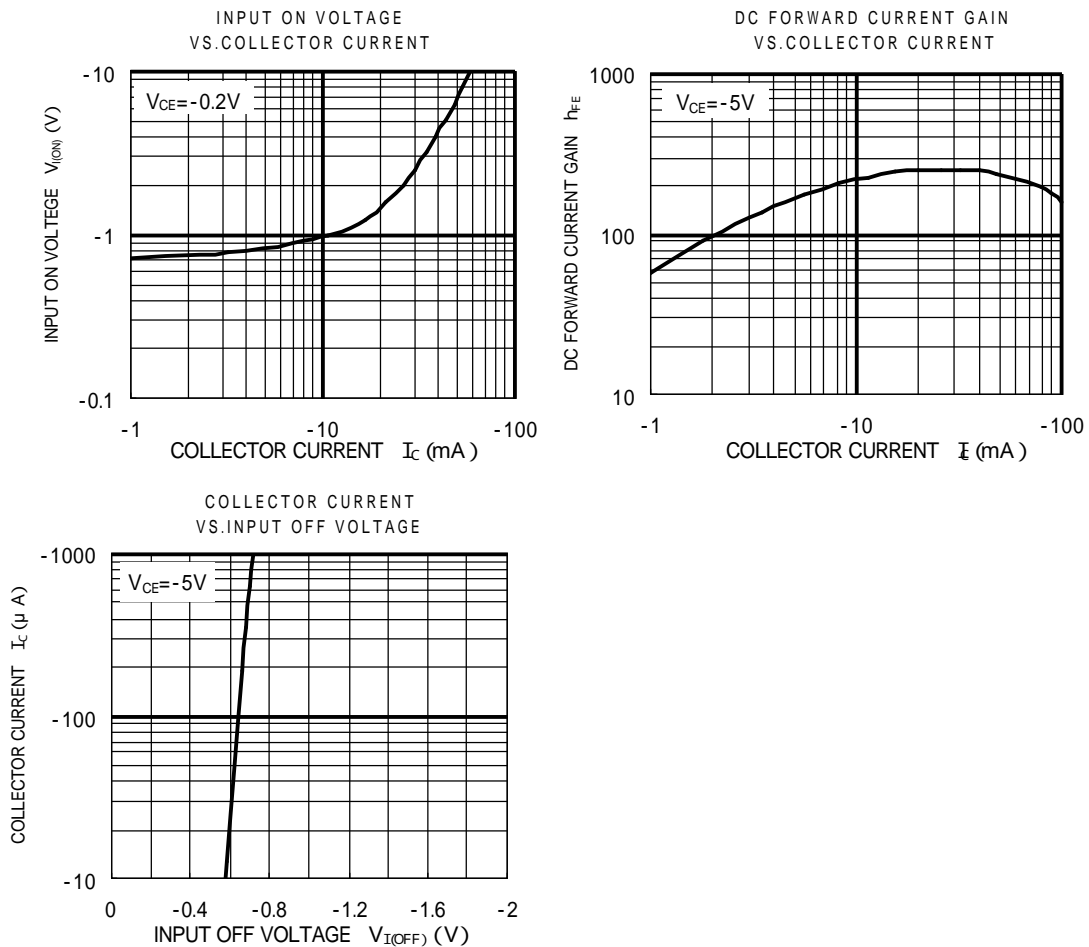 INPUT ON VOLTAGE
VS.COLLECTOR CURRENT
-10
-1
-0.1
INPUT ON VOLTEGE VI(ON) (V)
VCE=-0.2V
-1
-10
-100
COLLECTOR CURRENT IC (mA)
DC FORWARD CURRENT GAIN
VS.COLLECTOR CURRENT
1000
100
10
DC FORWARD CURRENT GAIN hFE
VCE=-5V
-1
-10
-100
COLLECTOR CURRENT (mA)
COLLECTOR CURRENT
VS.INPUT OFF VOLTAGE
-1000
-100
-10
COLLECTOR CURRENT IC (μ A)
VCE=-5V
0
-0.4
-0.8
-1.2
-1.6
-2
INPUT OFF VOLTAGE VI(OFF) (V)